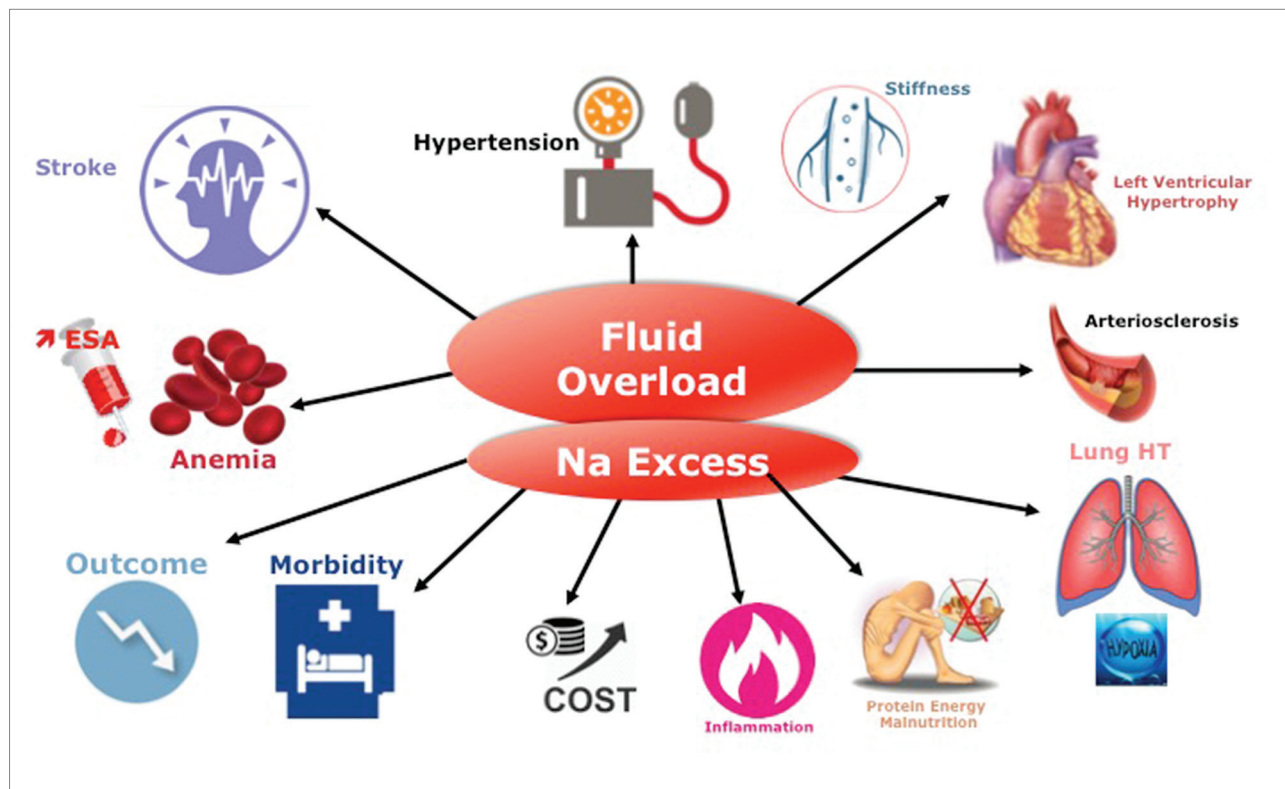 Stroke
Hypertension
Stiffness
Left Ventricular
Hypertrophy
Fluid
Overload
Arteriosclerosis
ESA
Anemia
Na Excess
Lung HT
Outcome
Morbidity
$
COST
Inflammation
Protein Energy
Malnutrition
HYPOXIA